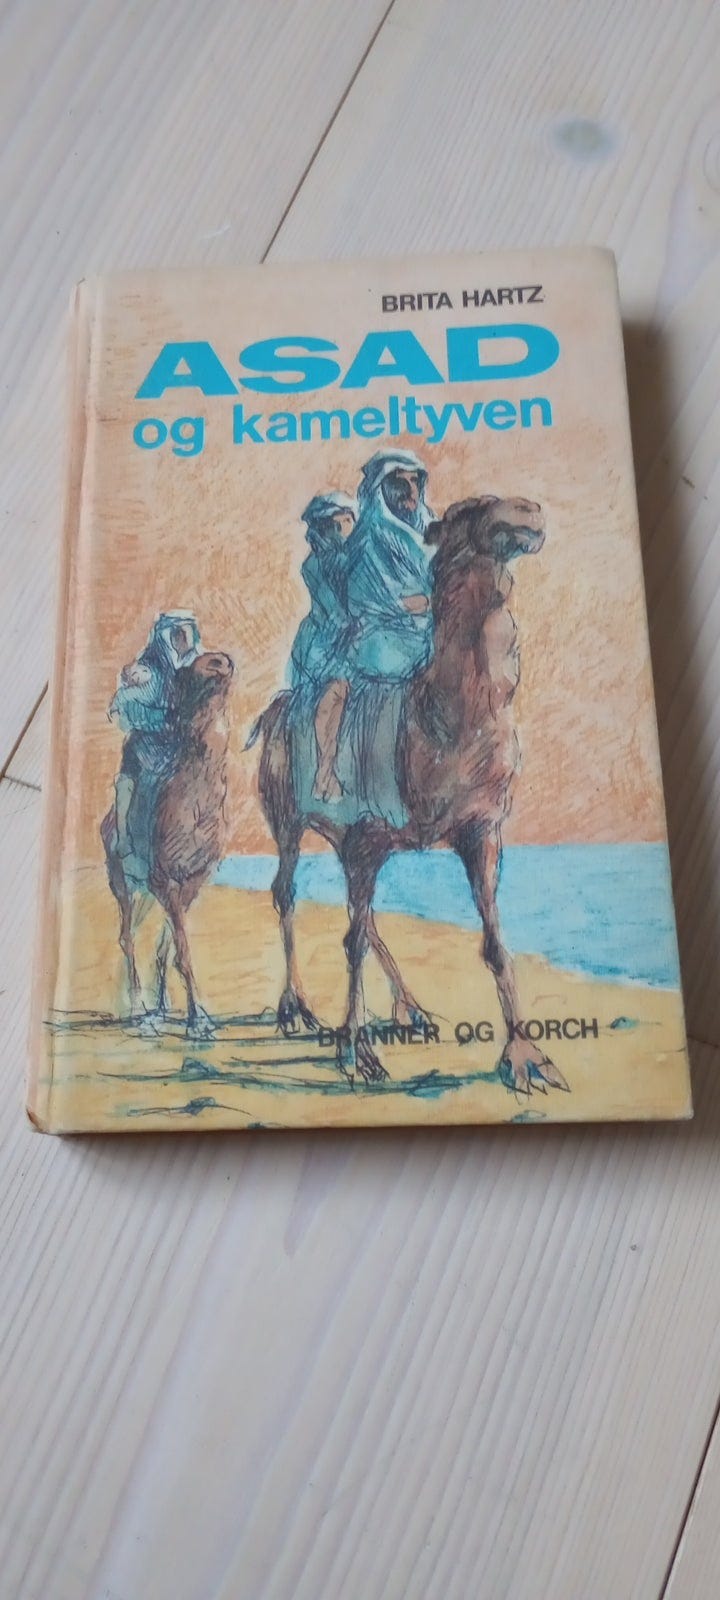 BRITA HARTZ
ASAD
og kameltyven
BRANNER OG KORCH